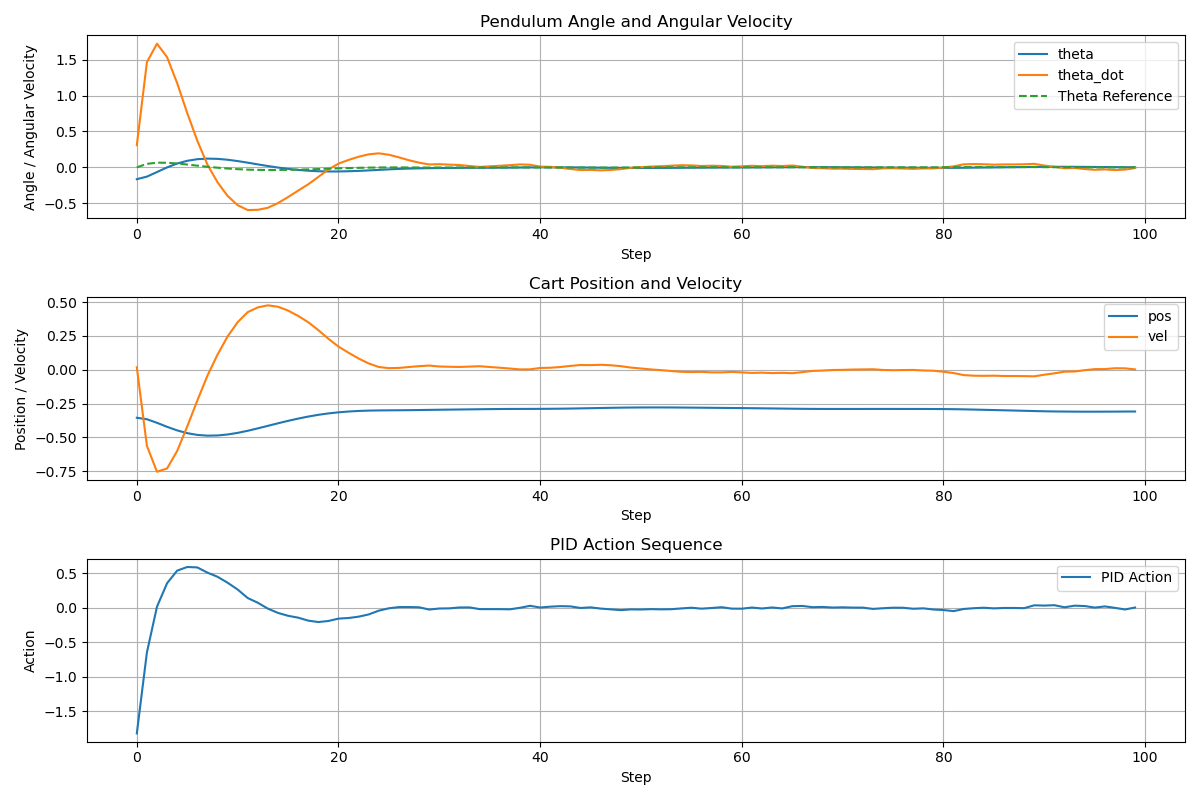 Pendulum Angle and Angular Velocity
Angle / Angular Velocity
1.5
1.0
0.5
0.0
−0.5
theta
theta_dot
Theta Reference
0 20 40 60 80 100
Step
Cart Position and Velocity
Position / Velocity
0.50
0.25
0.00
−0.25
−0.50
−0.75
pos
vel
0 20 40 60 80 100
Step
PID Action Sequence
Action
0.5
0.0
−0.5
−1.0
−1.5
PID Action
0 20 40 60 80 100
Step